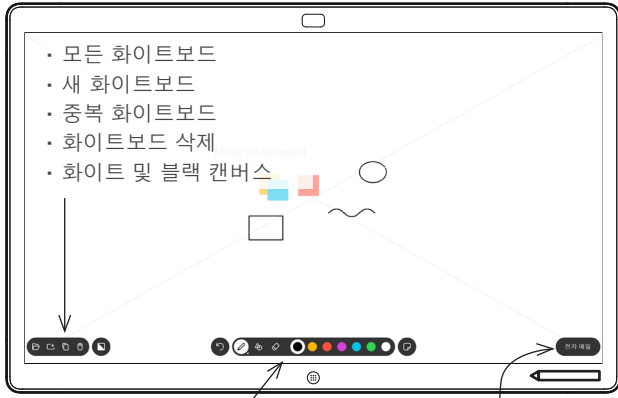 · 모든 화이트보드
· 새 화이트보드
· 중복 화이트보드
· 화이트보드 삭제
· 화이트 및 블랙 캔버스
전자 메일